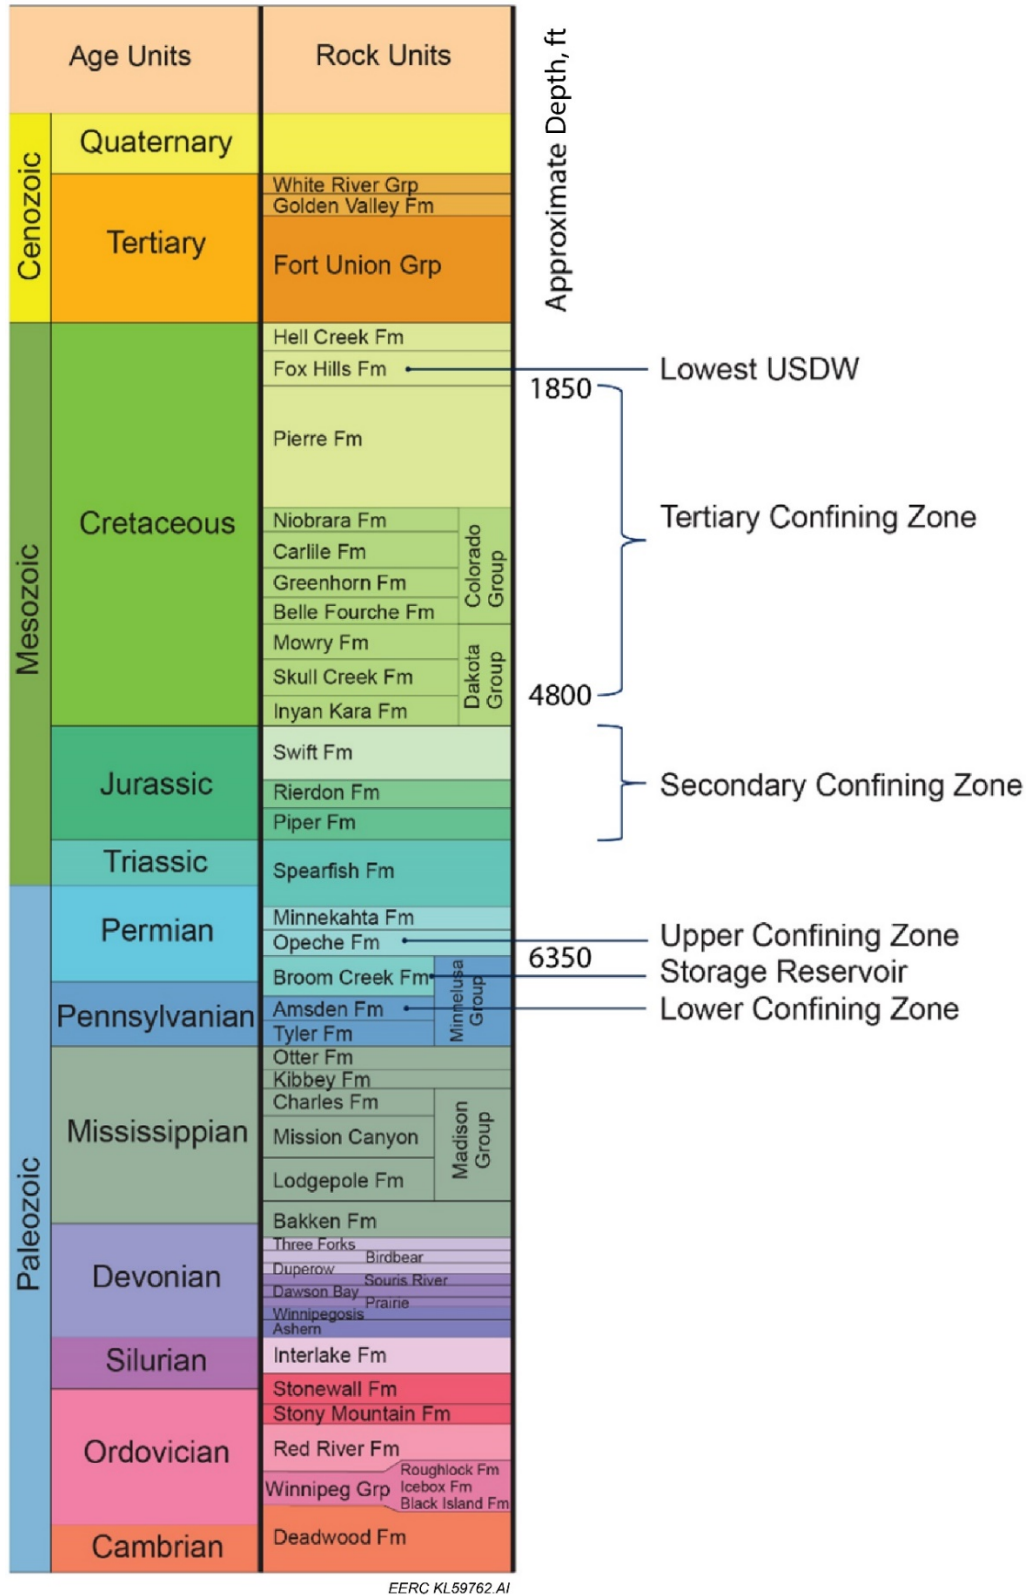 Age Units
Rock Units
Approximate Depth, ft
Cenozoic
Quaternary
Tertiary
White River Grp
Golden Valley Fm
Fort Union Grp
Mesozoic
Cretaceous
Hell Creek Fm
Fox Hills Fm
Lowest USDW
1850
Pierre Fm
Tertiary Confining Zone
Niobrara Fm
Carlile Fm
Greenhorn Fm
Belle Fourche Fm
Colorado
Group
Mowry Fm
Skull Creek Fm
Inyan Kara Fm
Dakota
Group
4800
Jurassic
Swift Fm
Rierdon Fm
Piper Fm
Secondary Confining Zone
Triassic
Spearfish Fm
Paleozoic
Permian
Minnekahta Fm
Opeche Fm
Upper Confining Zone
6350
Broom Creek Fm
Storage Reservoir
Pennsylvanian
Amsden Fm
Lower Confining Zone
Tyler Fm
Minnelusa
Group
Mississippian
Otter Fm
Kibbey Fm
Charles Fm
Mission Canyon
Lodgepole Fm
Madison
Group
Bakken Fm
Devonian
Three Forks
Birdbear
Duperow
Souris River
Dawson Bay
Prairie
Winnipegosis
Ashern
Silurian
Interlake Fm
Ordovician
Stonewall Fm
Stony Mountain Fm
Red River Fm
Winnipeg Grp
Roughlock Fm
Icebox Fm
Black Island Fm
Cambrian
Deadwood Fm
EERC KL59762.AI